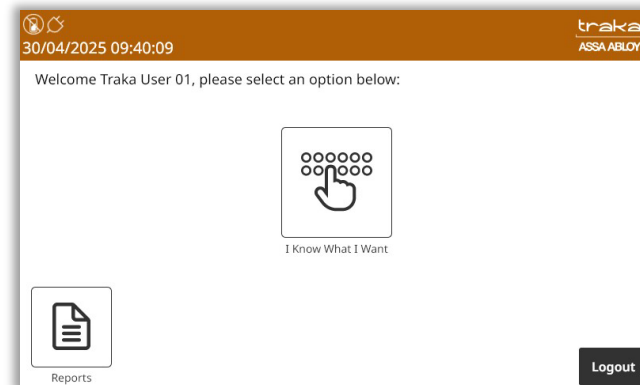 traka
30/04/2025 09:40:09
ASSA ABLOY
Welcome Traka User 01, please select an option below:
I Know What I Want
Reports
Logout